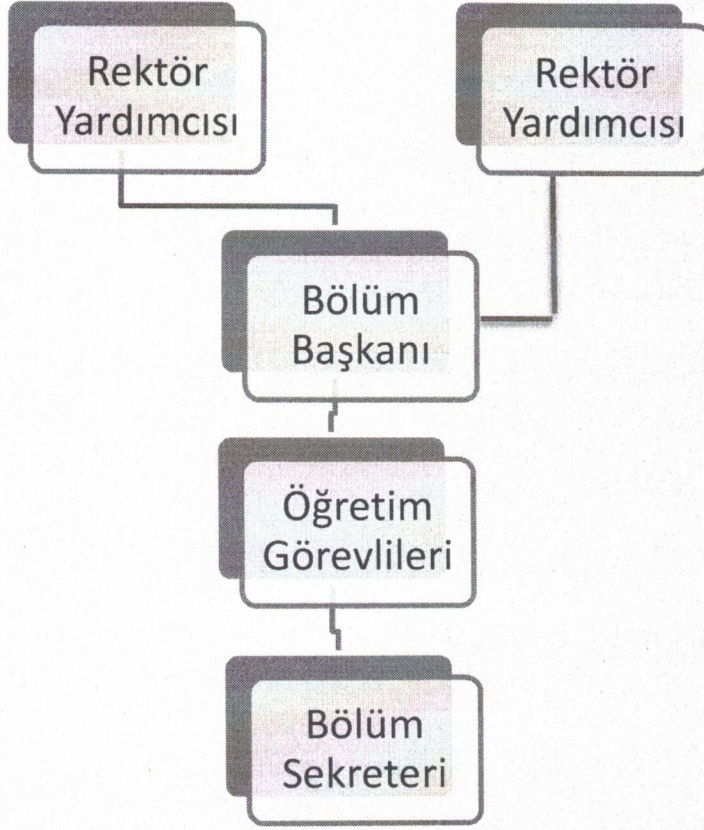 Rektör
Yardımcısı
Rektör
Yardımcısı
Bölüm
Başkanı
Öğretim
Görevlileri
Bölüm
Sekreteri